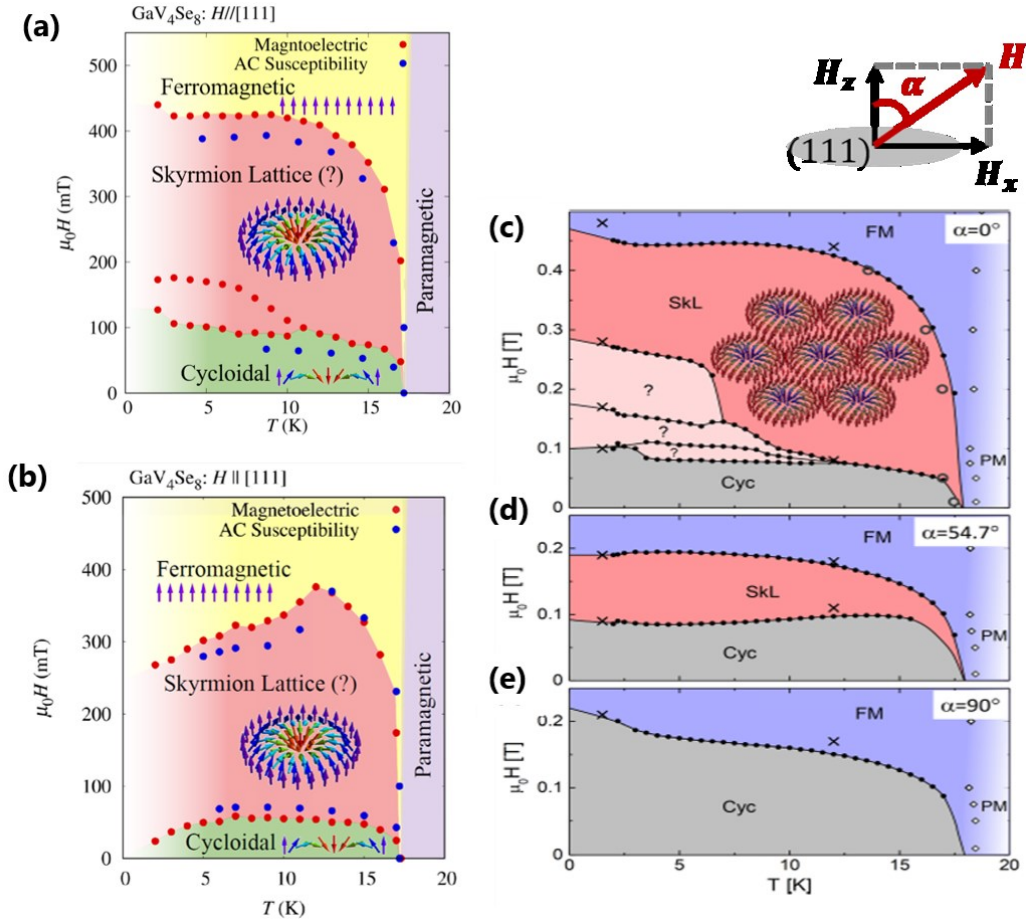 (a)
GaV₄Se₈: H//[111]
500
400
300
200
100
0
μ₀H (mT)
Magntoelectric
AC Susceptibility
Ferromagnetic
Skyrmion Lattice (?)
Cycloidal
Paramagnetic
0 5 10 15 20
T (K)
(b)
GaV₄Se₈: H || [111]
500
400
300
200
100
0
μ₀H (mT)
Magnetoelectric
AC Susceptibility
Ferromagnetic
Skyrmion Lattice (?)
Cycloidal
Paramagnetic
0 5 10 15 20
T (K)
H_z α H
(111)
H_x
(c)
FM
α=0°
0.4
0.3
0.2
0.1
0.0
μ₀H [T]
SkL
?
?
?
Cyc
PM
(d)
FM
α=54.7°
0.2
0.1
0
μ₀H [T]
SkL
Cyc
PM
(e)
FM
α=90°
0.2
0.1
0
μ₀H [T]
Cyc
PM
0 5 10 15
T [K]